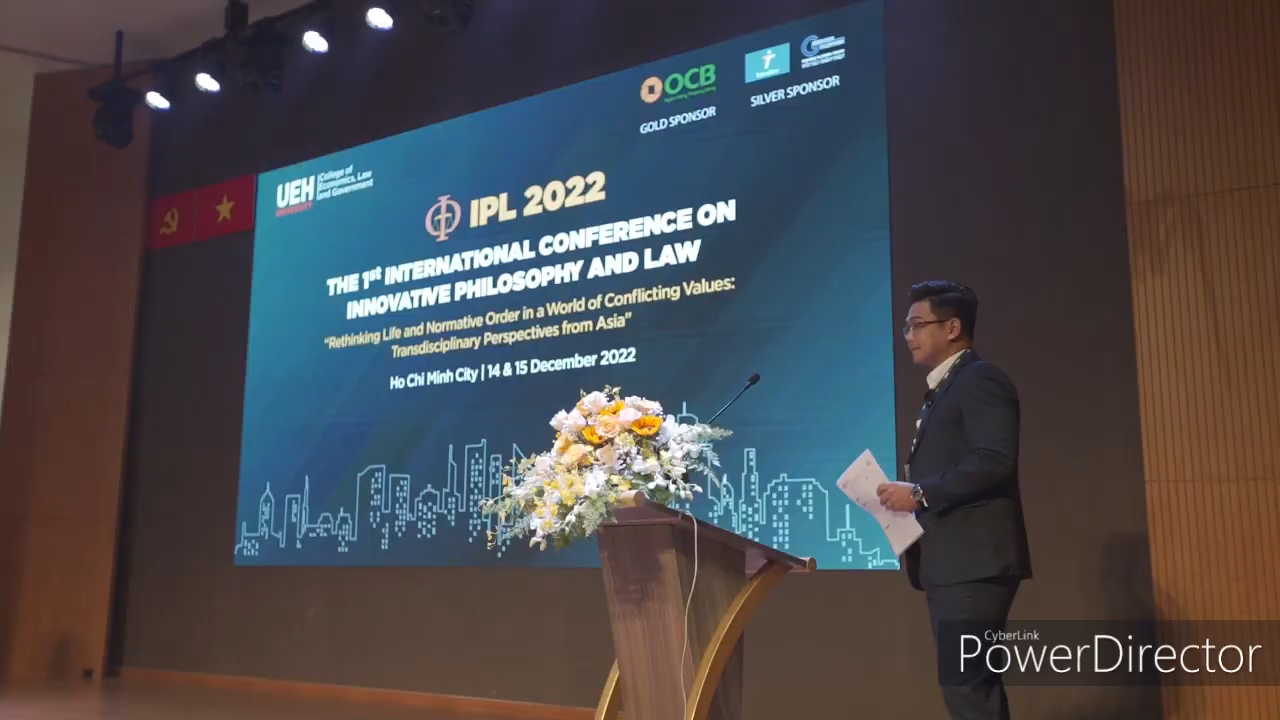 OCB
GOLD SPONSOR
SILVER SPONSOR
UEH
UNIVERSITY
College of
Economics, Law
and Government
IPL 2022
THE 1st INTERNATIONAL CONFERENCE ON
INNOVATIVE PHILOSOPHY AND LAW
“Rethinking Life and Normative Order in a World of Conflicting Values:
Transdisciplinary Perspectives from Asia”
Ho Chi Minh City | 14 & 15 December 2022
CyberLink
PowerDirector